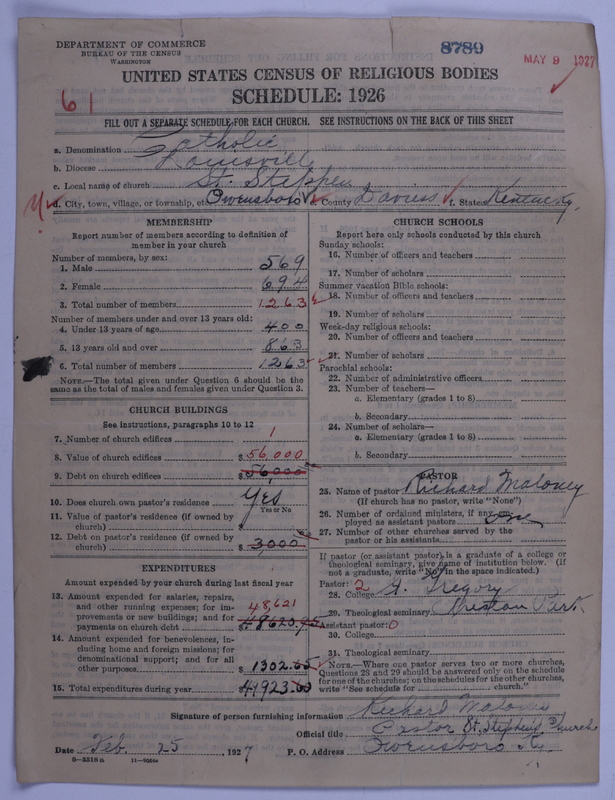 DEPARTMENT OF COMMERCE
BUREAU OF THE CENSUS
WASHINGTON
8789
MAY 9 1927
UNITED STATES CENSUS OF RELIGIOUS BODIES
SCHEDULE: 1926
61
FILL OUT A SEPARATE SCHEDULE FOR EACH CHURCH. SEE INSTRUCTIONS ON THE BACK OF THIS SHEET
a. Denomination Catholic
b. Diocese Louisville
c. Local name of church St. Stephen
d. City, town, village, or township, etc. Owensboro County Daviess f. State Kentucky.
MEMBERSHIP
Report number of members according to definition of member in your church
Number of members, by sex:
1. Male 569
2. Female 694
3. Total number of members 1263
Number of members under and over 13 years old:
4. Under 13 years of age 400
5. 13 years old and over 863
6. Total number of members 1263
NOTE.—The total given under Question 6 should be the
same as the total of males and females given under Question 3.
CHURCH BUILDINGS
See instructions, paragraphs 10 to 12
7. Number of church edifices 1
8. Value of church edifices $ 56,000
9. Debt on church edifices $ 56000
10. Does church own pastor's residence Yes
Yes or No
11. Value of pastor's residence (if owned by
church) $
12. Debt on pastor's residence (if owned by
church) $ 3000
EXPENDITURES
Amount expended by your church during last fiscal year
13. Amount expended for salaries, repairs,
and other running expenses; for im-
provements or new buildings; and for
payments on church debt $ 48620.75
48,621
14. Amount expended for benevolences, in-
cluding home and foreign missions; for
denominational support; and for all
other purposes $ 1302.65
15. Total expenditures during year $
CHURCH SCHOOLS
Report here only schools conducted by this church
Sunday schools:
16. Number of officers and teachers
17. Number of scholars
Summer vacation Bible schools:
18. Number of officers and teachers
19. Number of scholars
Week-day religious schools:
20. Number of officers and teachers
21. Number of scholars
Parochial schools:
22. Number of administrative officers
23. Number of teachers—
a. Elementary (grades 1 to 8)
b. Secondary
24. Number of scholars—
a. Elementary (grades 1 to 8)
b. Secondary
PASTOR
25. Name of pastor Richard Maloney
(If church has no pastor, write "None")
26. Number of ordained ministers, if any, em-
ployed as assistant pastors one
27. Number of other churches served by the
pastor or his assistants
If pastor (or assistant pastor) is a graduate of a college or
theological seminary, give name of institution below. (If
not a graduate, write "No" in the space indicated.)
Pastor: 2
28. College St. Gregory
29. Theological seminary Preston Park
Assistant pastor: 0
30. College
31. Theological seminary
NOTE.—Where one pastor serves two or more churches,
Questions 28 and 29 should be answered only on the schedule
for one of the churches; on the schedules for the other churches,
write "See schedule for church."
Signature of person furnishing information Richard Maloney
Official title Pastor St. Stephen's Church
Date Feb. 25 1927 P. O. Address Owensboro Ky.